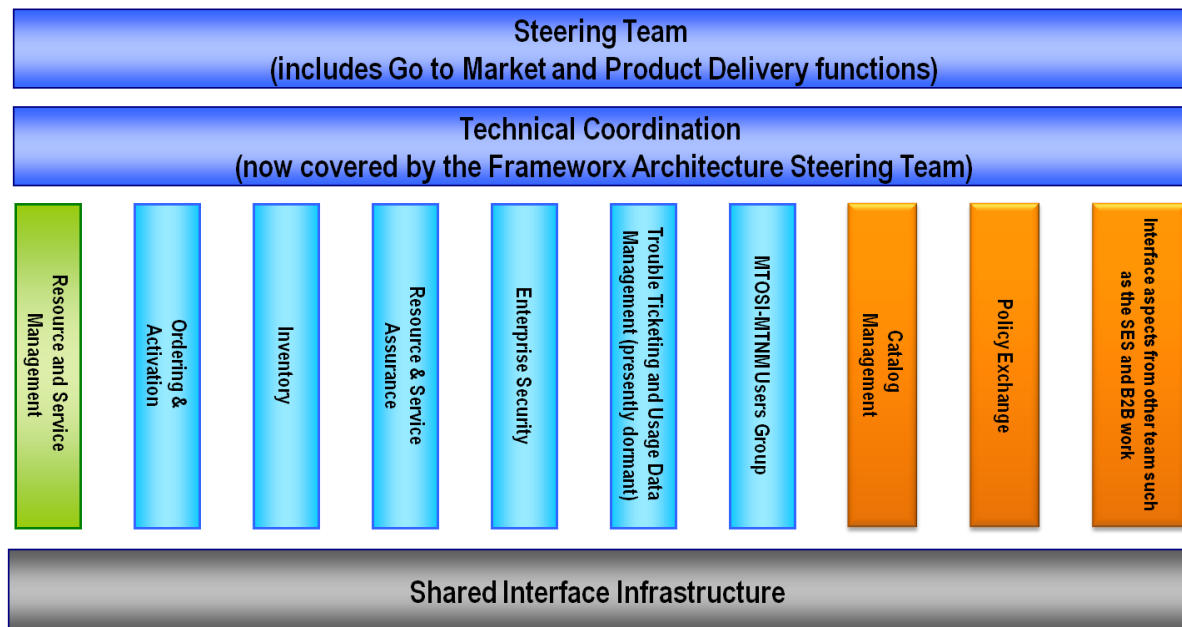 Steering Team
(includes Go to Market and Product Delivery functions)
Technical Coordination
(now covered by the Frameworx Architecture Steering Team)
Resource and Service
Management
Ordering &
Activation
Inventory
Resource & Service
Assurance
Enterprise Security
Trouble Ticketing and Usage Data
Management (presently dormant)
MTOSI-MTNM Users Group
Catalog
Management
Policy Exchange
Interface aspects from other team such
as the SES and B2B work
Shared Interface Infrastructure